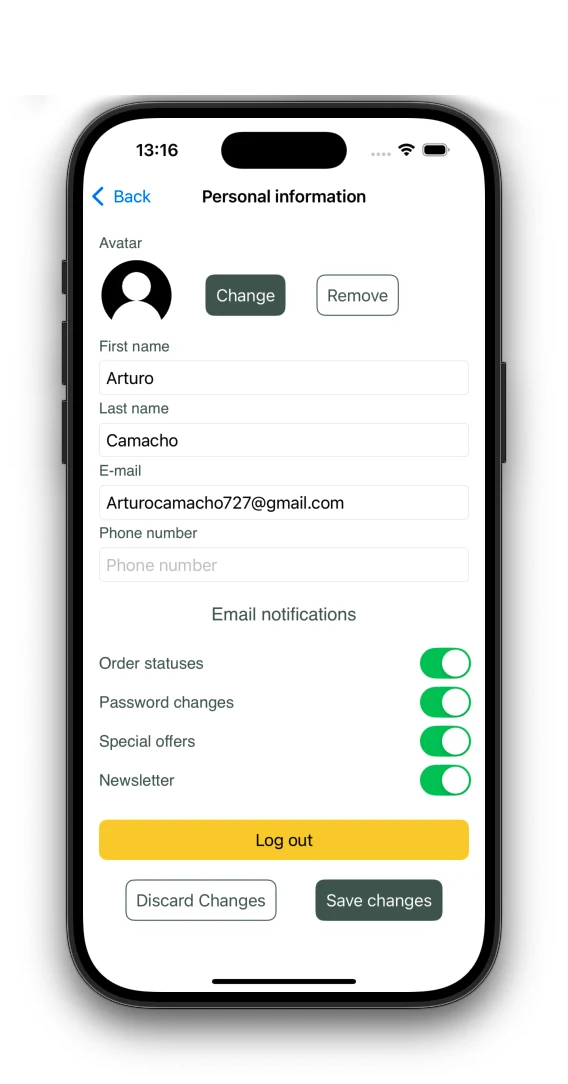 13:16
Back Personal information
Avatar
Change Remove
First name
Arturo
Last name
Camacho
E-mail
Arturocamacho727@gmail.com
Phone number
Phone number
Email notifications
Order statuses
Password changes
Special offers
Newsletter
Log out
Discard Changes Save changes